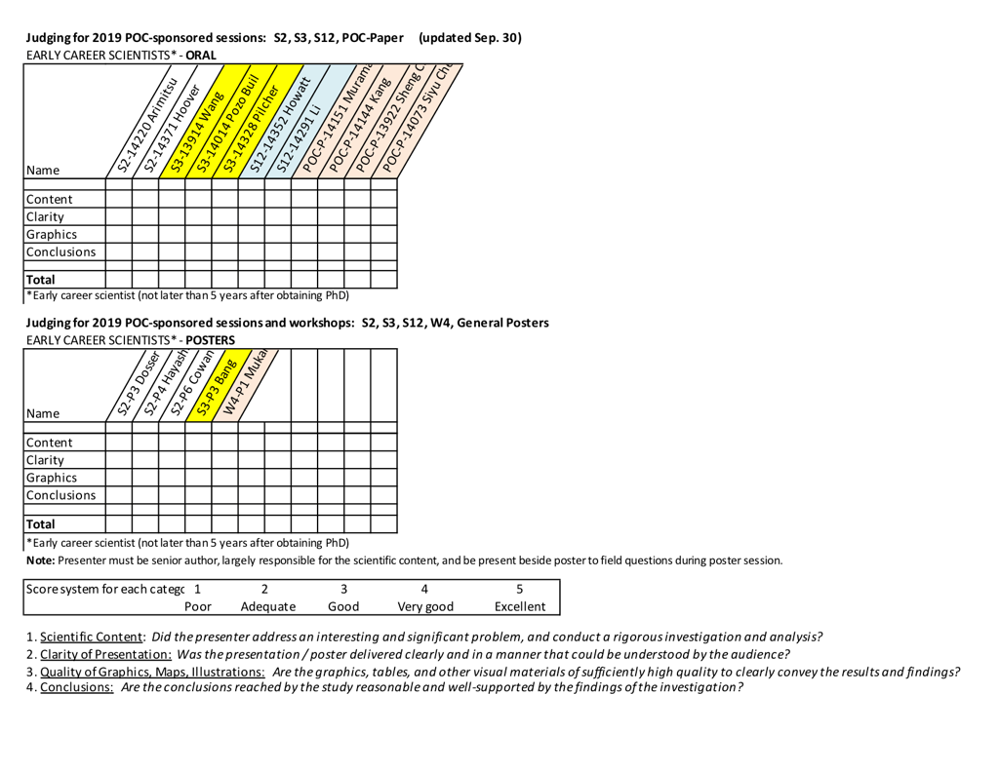 Judging for 2019 POC-sponsored sessions: S2, S3, S12, POC-Paper (updated Sep. 30)
EARLY CAREER SCIENTISTS* - ORAL
Name
S2-14220 Arimitsu
S2-14371 Hoover
S3-13914 Wang
S3-14014 Pozo Buil
S3-14328 Pilcher
S12-14352 Howatt
S12-14291 Li
POC-P-14151
POC-P-14144 Kang
POC-P-13922 Sheng
POC-P-14073 Siyu
Content
Clarity
Graphics
Conclusions
Total
*Early career scientist (not later than 5 years after obtaining PhD)
Judging for 2019 POC-sponsored sessions and workshops: S2, S3, S12, W4, General Posters
EARLY CAREER SCIENTISTS* - POSTERS
Name
S2-P3 Dosser
S2-P4 Hayash
S2-P6 Cowan
S3-P3 Bang
W4-P1
Content
Clarity
Graphics
Conclusions
Total
*Early career scientist (not later than 5 years after obtaining PhD)
Note: Presenter must be senior author, largely responsible for the scientific content, and be present beside poster to field questions during poster session.
Score system for each catego 1 2 3 4 5
Poor Adequate Good Very good Excellent
1. Scientific Content: Did the presenter address an interesting and significant problem, and conduct a rigorous investigation and analysis?
2. Clarity of Presentation: Was the presentation / poster delivered clearly and in a manner that could be understood by the audience?
3. Quality of Graphics, Maps, Illustrations: Are the graphics, tables, and other visual materials of sufficiently high quality to clearly convey the results and findings?
4. Conclusions: Are the conclusions reached by the study reasonable and well-supported by the findings of the investigation?